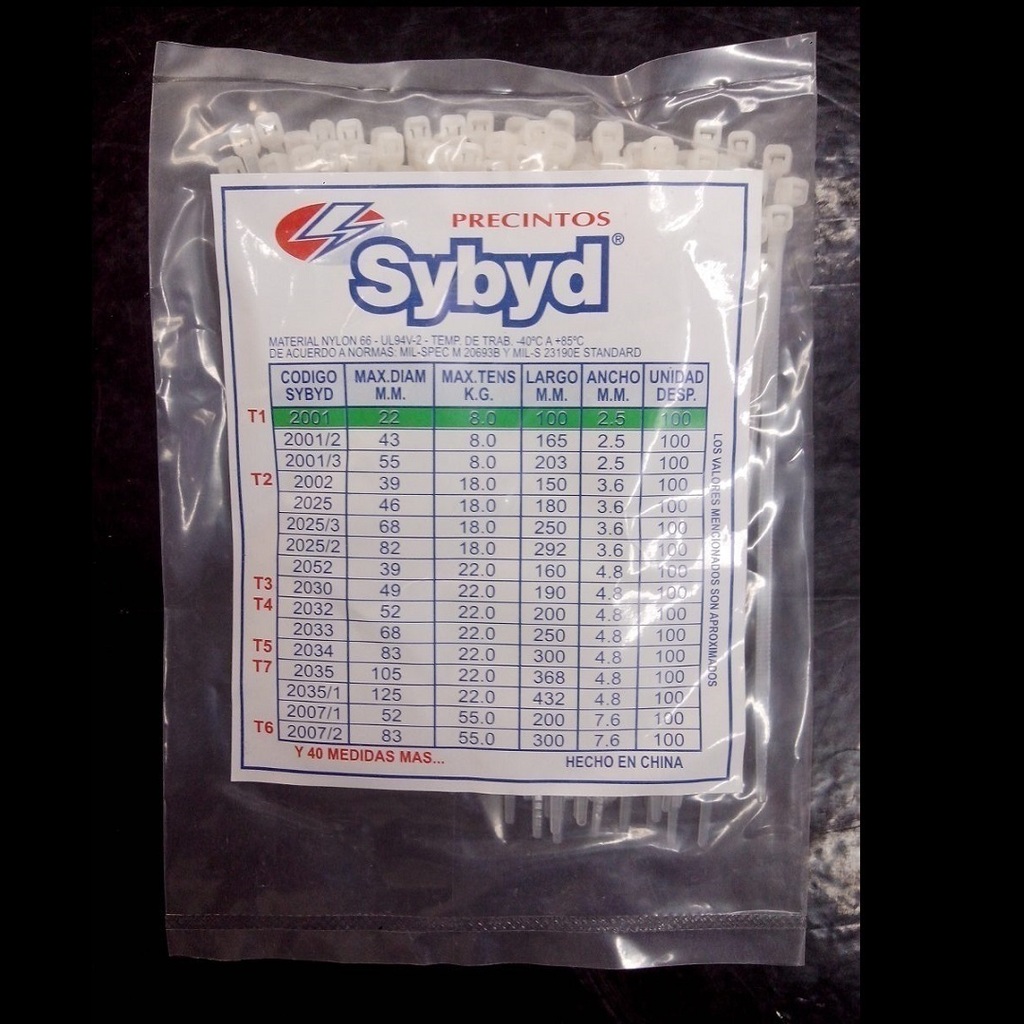 PRECINTOS
Sybyd®
MATERIAL NYLON 66 - UL94V-2 - TEMP. DE TRAB. -40ºC A +85ºC
DE ACUERDO A NORMAS: MIL-SPEC M 20693B Y MIL-S 23190E STANDARD
CODIGO SYBYD MAX.DIAM M.M. MAX.TENS K.G. LARGO M.M. ANCHO M.M. UNIDAD DESP.
T1 2001 22 8.0 100 2.5 100
2001/2 43 8.0 165 2.5 100
2001/3 55 8.0 203 2.5 100
T2 2002 39 18.0 150 3.6 100
2025 46 18.0 180 3.6 100
2025/3 68 18.0 250 3.6 100
2025/2 82 18.0 292 3.6 100
2052 39 22.0 160 4.8 100
T3 2030 49 22.0 190 4.8 100
T4 2032 52 22.0 200 4.8 100
2033 68 22.0 250 4.8 100
T5 2034 83 22.0 300 4.8 100
T7 2035 105 22.0 368 4.8 100
2035/1 125 22.0 432 4.8 100
2007/1 52 55.0 200 7.6 100
T6 2007/2 83 55.0 300 7.6 100
Y 40 MEDIDAS MAS...
HECHO EN CHINA
LOS VALORES MENCIONADOS SON APROXIMADOS